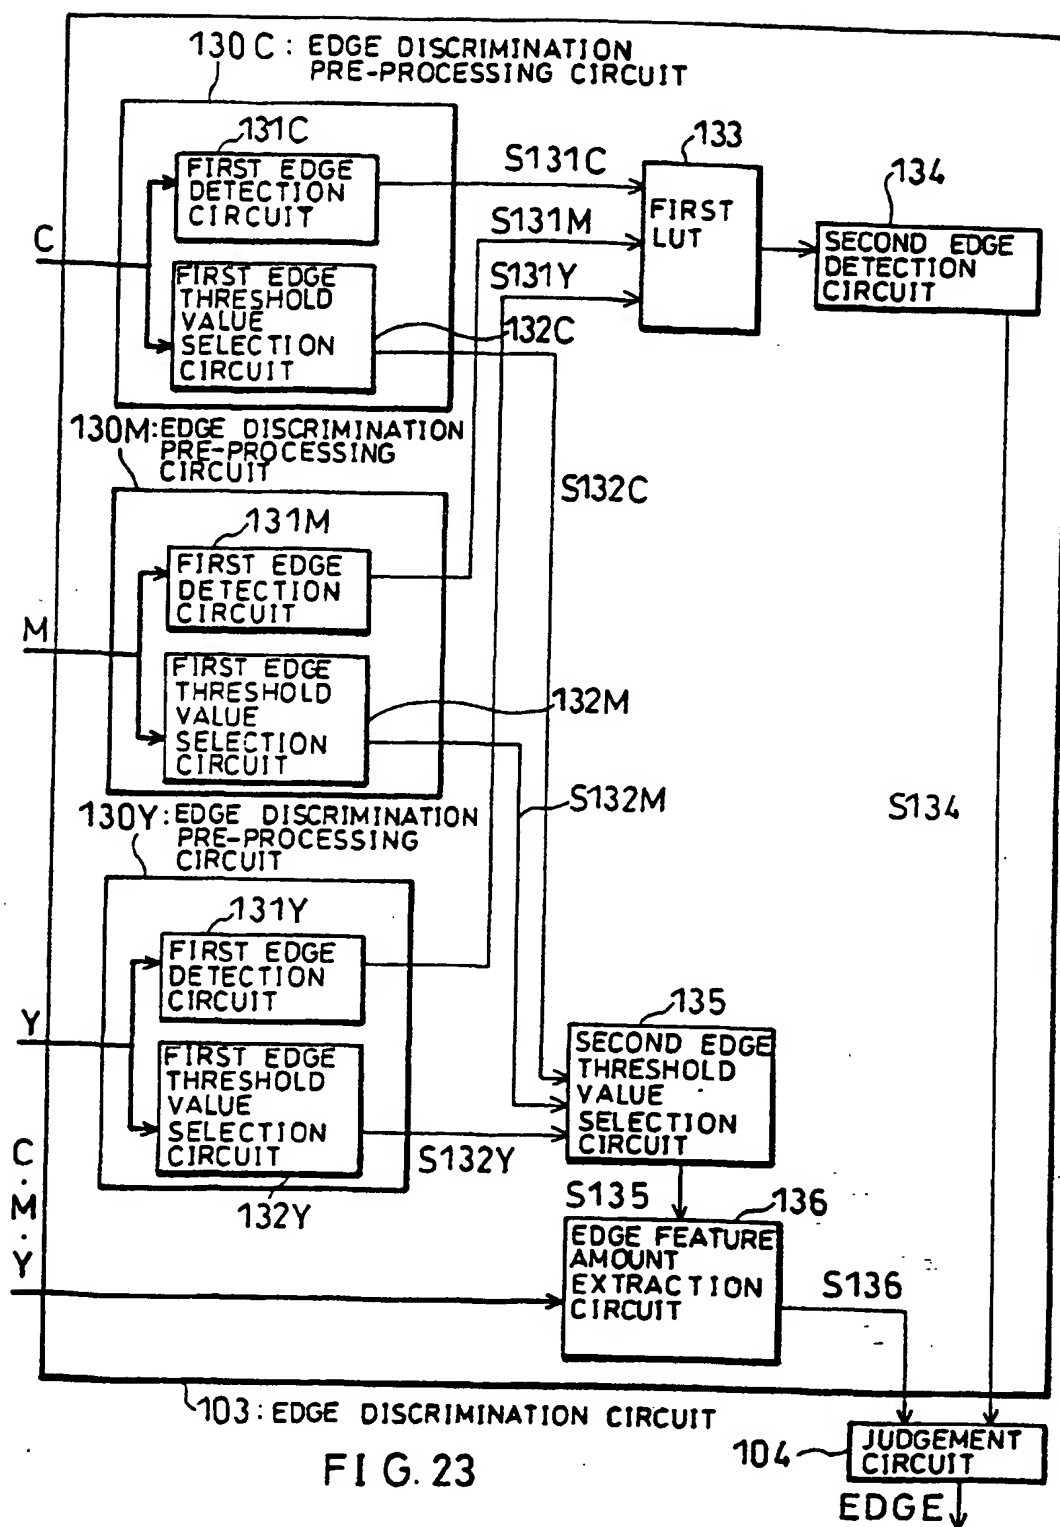 130C: EDGE DISCRIMINATION
PRE-PROCESSING CIRCUIT
131C
FIRST EDGE
DETECTION
CIRCUIT
S131C
133
FIRST
LUT
134
SECOND EDGE
DETECTION
CIRCUIT
S131M
S131Y
C
FIRST EDGE
THRESHOLD
VALUE
SELECTION
CIRCUIT
132C
130M: EDGE DISCRIMINATION
PRE-PROCESSING
CIRCUIT
S132C
131M
FIRST EDGE
DETECTION
CIRCUIT
M
FIRST EDGE
THRESHOLD
VALUE
SELECTION
CIRCUIT
132M
S132M
S134
130Y: EDGE DISCRIMINATION
PRE-PROCESSING
CIRCUIT
131Y
FIRST EDGE
DETECTION
CIRCUIT
Y
FIRST EDGE
THRESHOLD
VALUE
SELECTION
CIRCUIT
132Y
S132Y
135
SECOND EDGE
THRESHOLD
VALUE
SELECTION
CIRCUIT
S135
136
C·M·Y
EDGE FEATURE
AMOUNT
EXTRACTION
CIRCUIT
S136
103: EDGE DISCRIMINATION CIRCUIT
104
JUDGEMENT
CIRCUIT
EDGE
FIG. 23